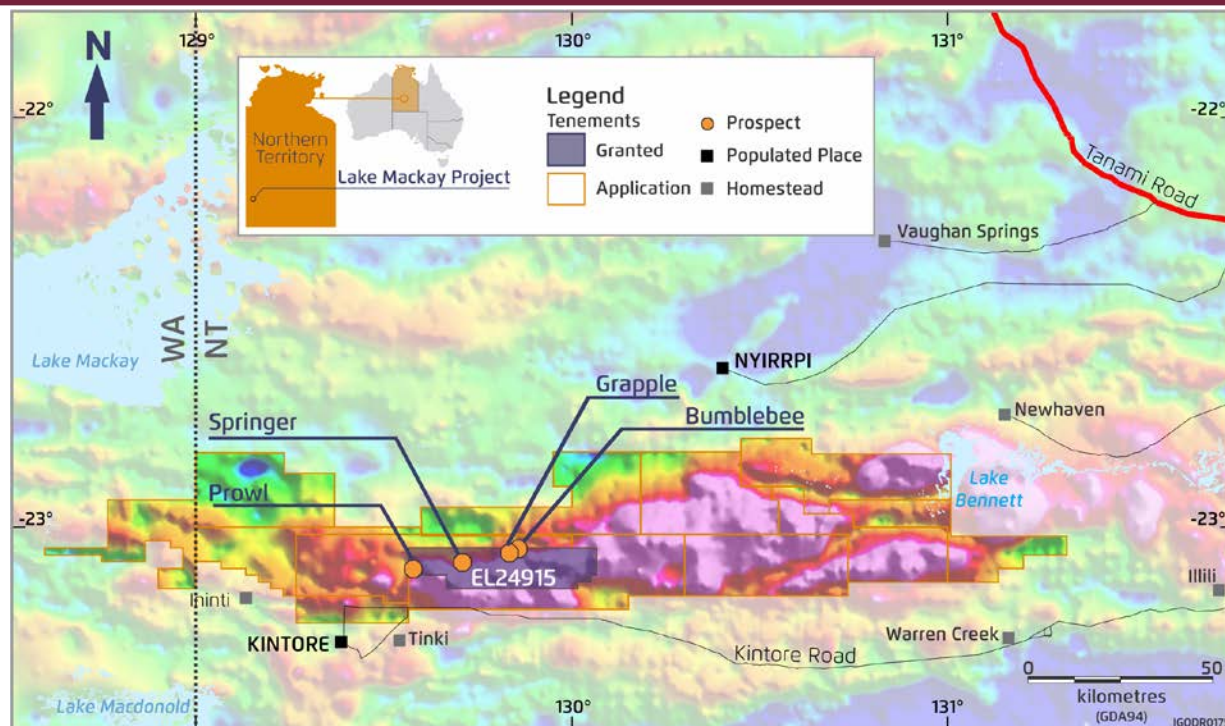 129°
130°
131°
N
-22°
-22°
Northern
Territory
Lake Mackay Project
Legend
Tenements
Granted
Application
Prospect
Populated Place
Homestead
Tanami Road
Vaughan Springs
WA
NT
Lake Mackay
NYIRRPI
Grapple
Bumblebee
Newhaven
Springer
Prowl
Lake
Bennett
-23°
-23°
EL24915
Ininti
Illili
KINTORE
Tinki
Kintore Road
Warren Creek
0
50
kilometres
(GDA94)
Lake Macdonold
130°
131°